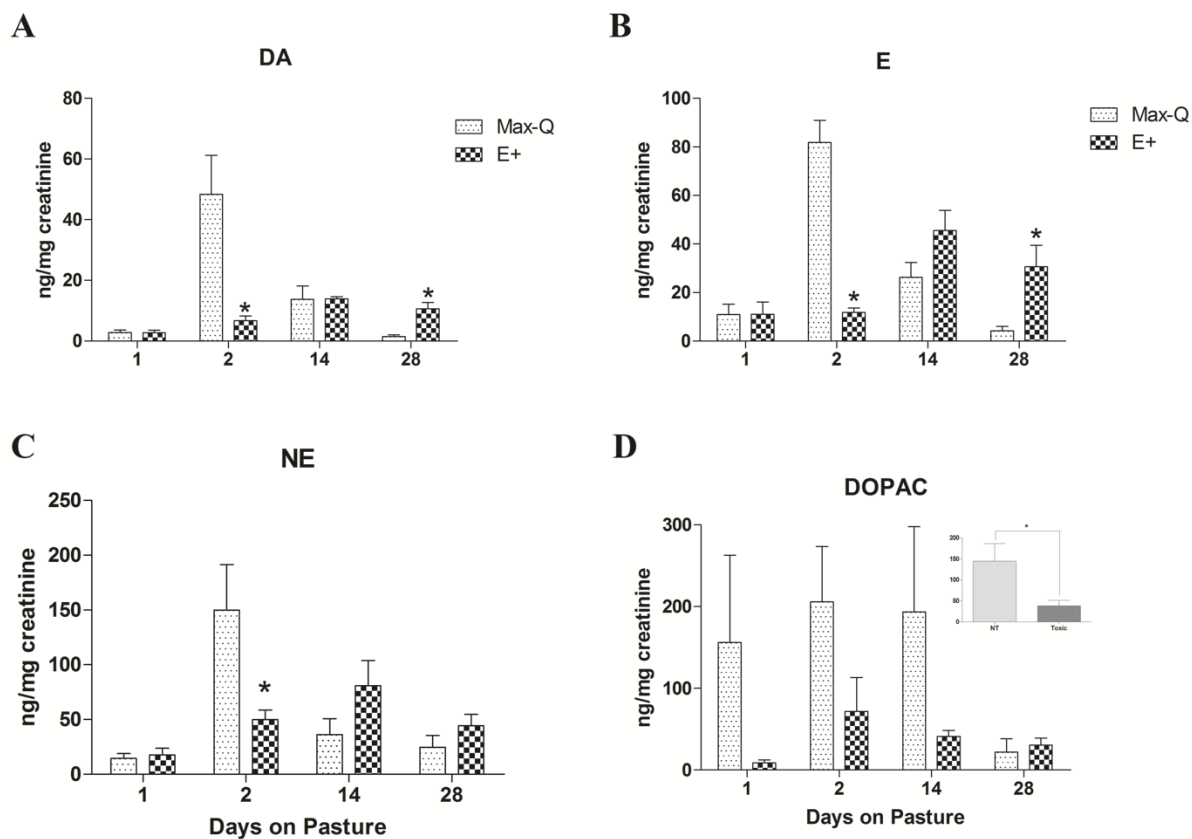 A
DA
ng/mg creatinine
80
60
40
20
0
1 2 14 28
*
*
Max-Q
E+
B
E
ng/mg creatinine
100
80
60
40
20
0
1 2 14 28
*
*
Max-Q
E+
C
NE
ng/mg creatinine
250
200
150
100
50
0
1 2 14 28
*
Days on Pasture
D
DOPAC
ng/mg creatinine
300
200
100
0
1 2 14 28
Days on Pasture
*
200
150
100
50
0
NT Toxic